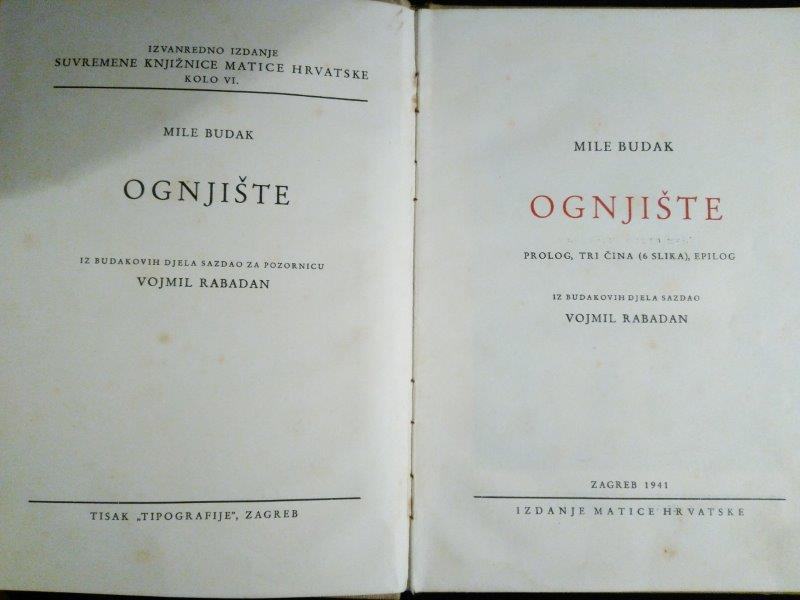 IZVANREDNO IZDANJE
SUVREMENE KNJIŽNICE MATICE HRVATSKE
KOLO VI.
MILE BUDAK
OGNJIŠTE
IZ BUDAKOVIH DJELA SAZDAO ZA POZORNICU
VOJMIL RABADAN
TISAK „TIPOGRAFIJE”, ZAGREB
MILE BUDAK
OGNJIŠTE
PROLOG, TRI ČINA (6 SLIKA), EPILOG
IZ BUDAKOVIH DJELA SAZDAO
VOJMIL RABADAN
ZAGREB 1941
IZDANJE MATICE HRVATSKE